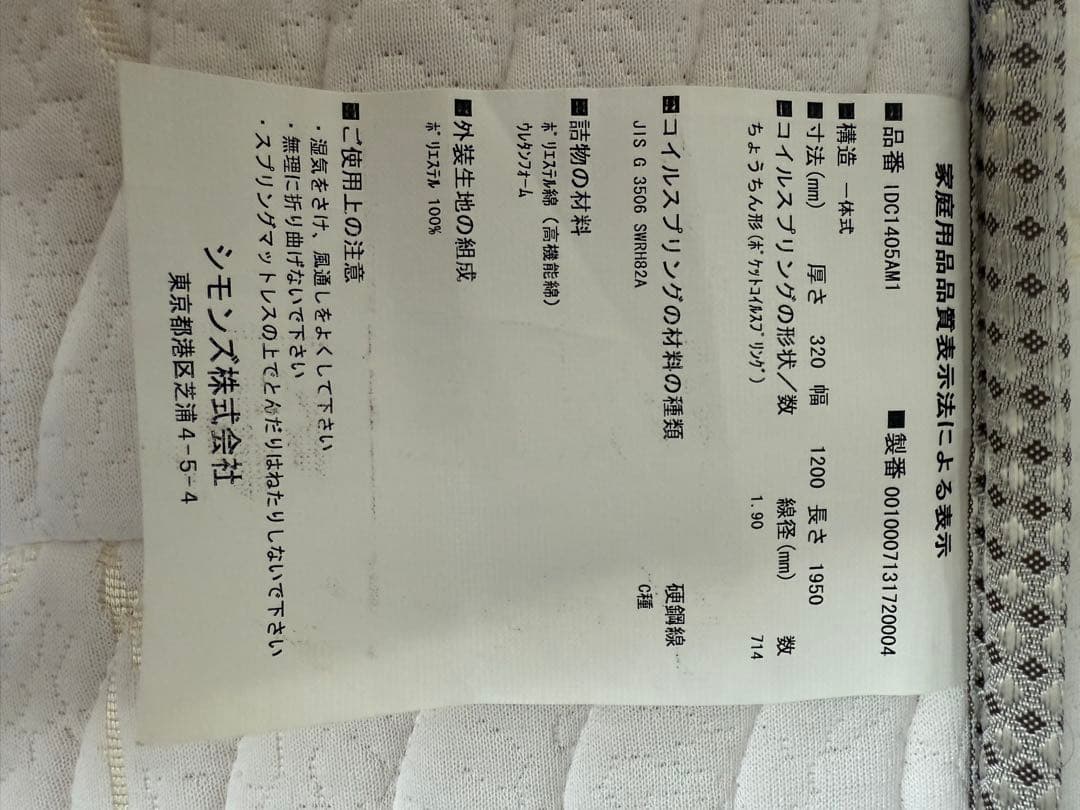 家庭用品品質表示法による表示
■品番 IDC1405AM1 ■製番 0010007131720004
■構造 一体式
■寸法(mm) 厚さ 320 幅 1200 長さ 1950
■コイルスプリングの形状／数 線径(mm) 数
ちょうちん形(ﾎﾟｹｯﾄｺｲﾙｽﾌﾟﾘﾝｸﾞ) 1.90 714
■コイルスプリングの材料の種類 硬鋼線
JIS G 3506 SWRH82A C種
■詰物の材料
ﾎﾟﾘｴｽﾃﾙ綿（高機能綿）
ｳﾚﾀﾝﾌｫｰﾑ
■外装生地の組成
ﾎﾟﾘｴｽﾃﾙ 100%
■ご使用上の注意
・湿気をさけ、風通しをよくして下さい
・無理に折り曲げないで下さい
・スプリングマットレスの上でとんだりはねたりしないで下さい
シモンズ株式会社
東京都港区芝浦4-5-4